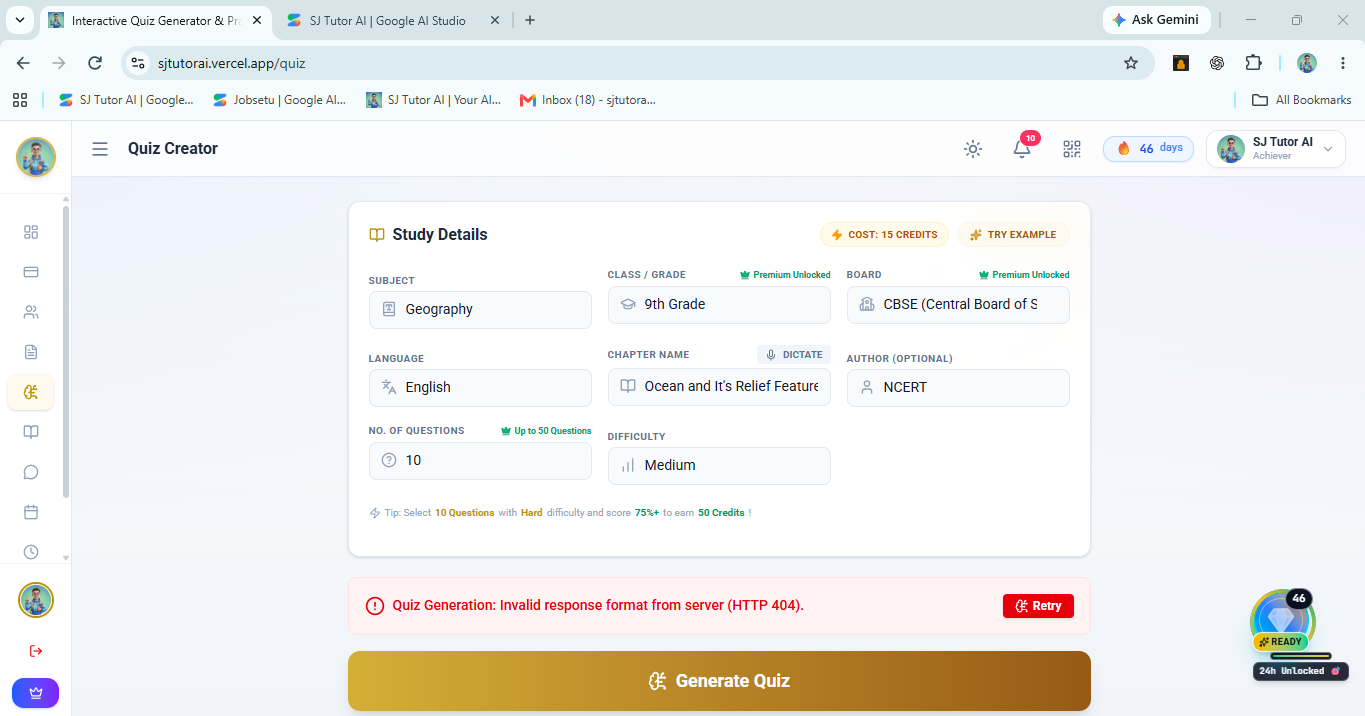 Interactive Quiz Generator & Pr
SJ Tutor AI | Google AI Studio
Ask Gemini
sjtutorai.vercel.app/quiz
SJ Tutor AI | Google...
Jobsetu | Google AI...
SJ Tutor AI | Your AI...
Inbox (18) - sjtutora...
All Bookmarks
Quiz Creator
10
46 days
SJ Tutor AI
Achiever
Study Details
COST: 15 CREDITS
TRY EXAMPLE
SUBJECT
Geography
CLASS / GRADE
Premium Unlocked
9th Grade
BOARD
Premium Unlocked
CBSE (Central Board of S
LANGUAGE
English
CHAPTER NAME
DICTATE
Ocean and It's Relief Feature
AUTHOR (OPTIONAL)
NCERT
NO. OF QUESTIONS
Up to 50 Questions
10
DIFFICULTY
Medium
Tip: Select 10 Questions with Hard difficulty and score 75%+ to earn 50 Credits !
Quiz Generation: Invalid response format from server (HTTP 404).
Retry
Generate Quiz
46
READY
24h Unlocked